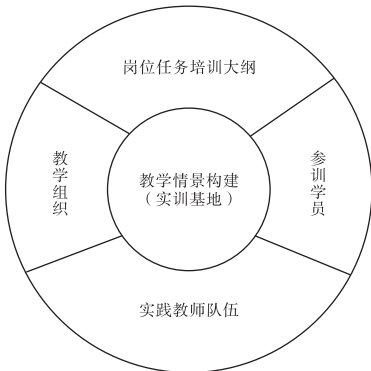 岗位任务培训大纲
教学组织
教学情景构建
（实训基地）
参训学员
实践教师队伍